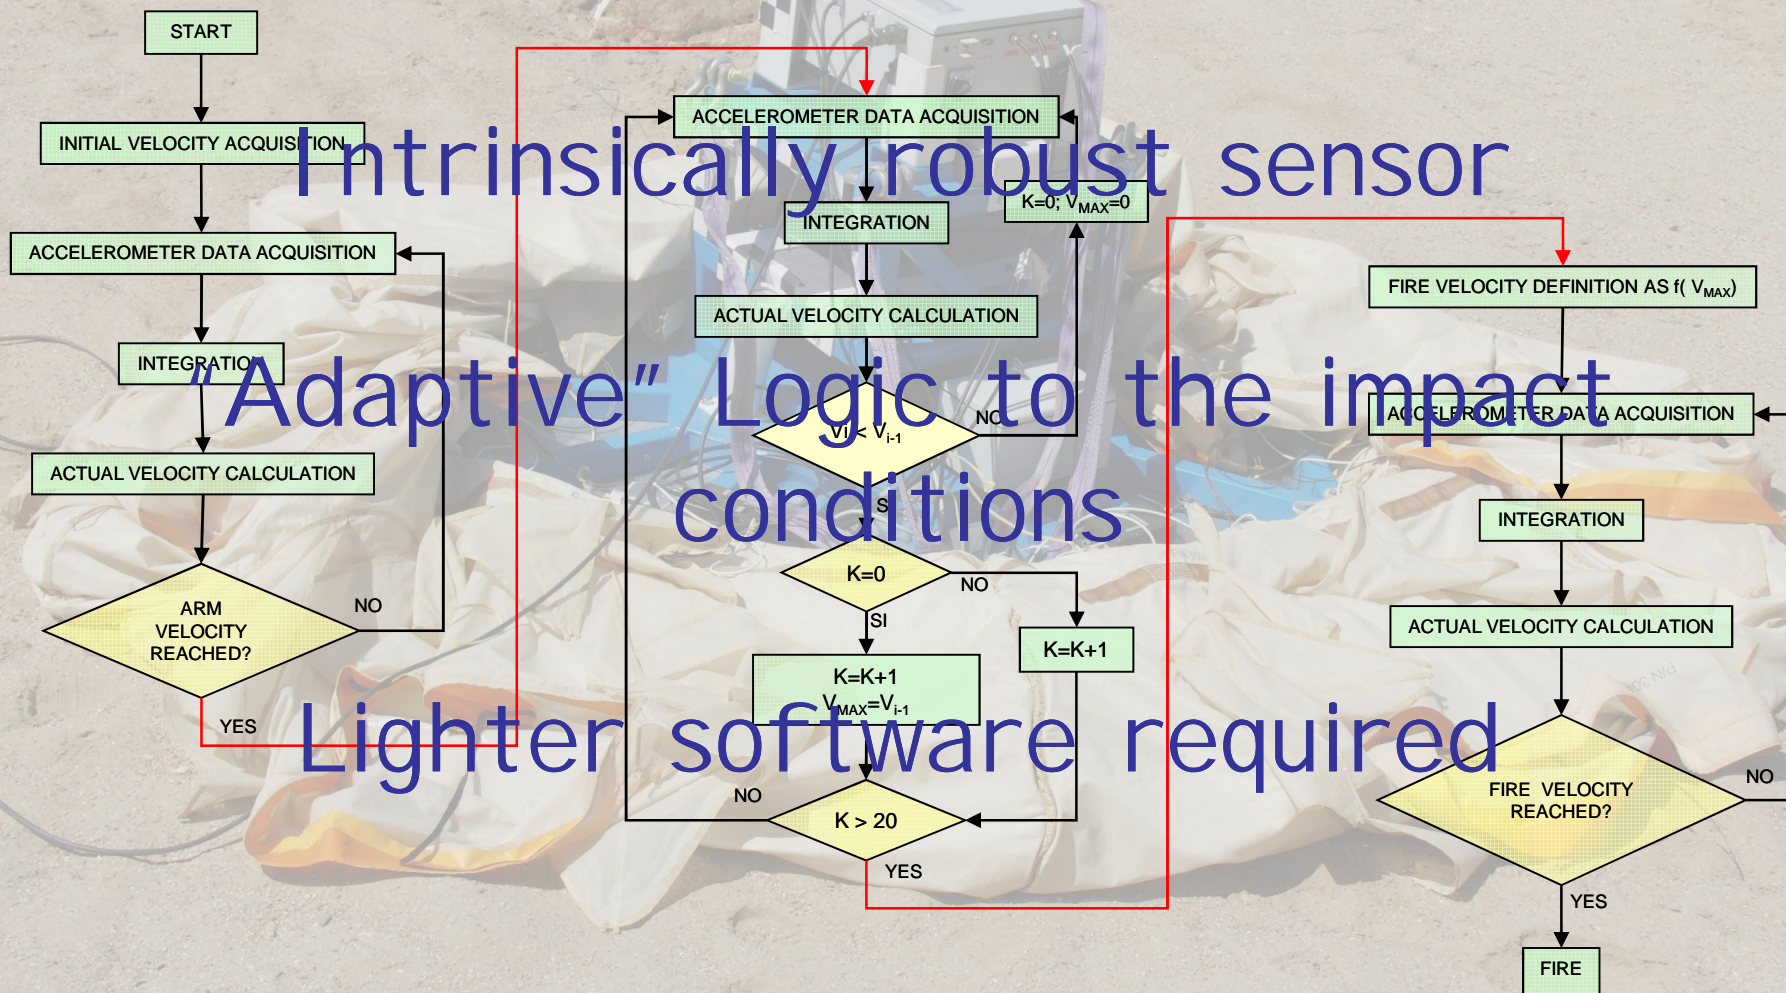 START
INITIAL VELOCITY ACQUISITION
ACCELEROMETER DATA ACQUISITION
INTEGRATION
ACTUAL VELOCITY CALCULATION
ARM
VELOCITY
REACHED?
NO
YES
ACCELEROMETER DATA ACQUISITION
INTEGRATION
K=0; VMAX=0
ACTUAL VELOCITY CALCULATION
Vi < Vi-1
NO
K=0
NO
SI
K=K+1
K=K+1
VMAX=Vi-1
NO
K > 20
YES
FIRE VELOCITY DEFINITION AS f( VMAX)
ACCELEROMETER DATA ACQUISITION
INTEGRATION
ACTUAL VELOCITY CALCULATION
FIRE VELOCITY
REACHED?
NO
YES
FIRE
Intrinsically robust sensor
“Adaptive” Logic to the impact
conditions
Lighter software required